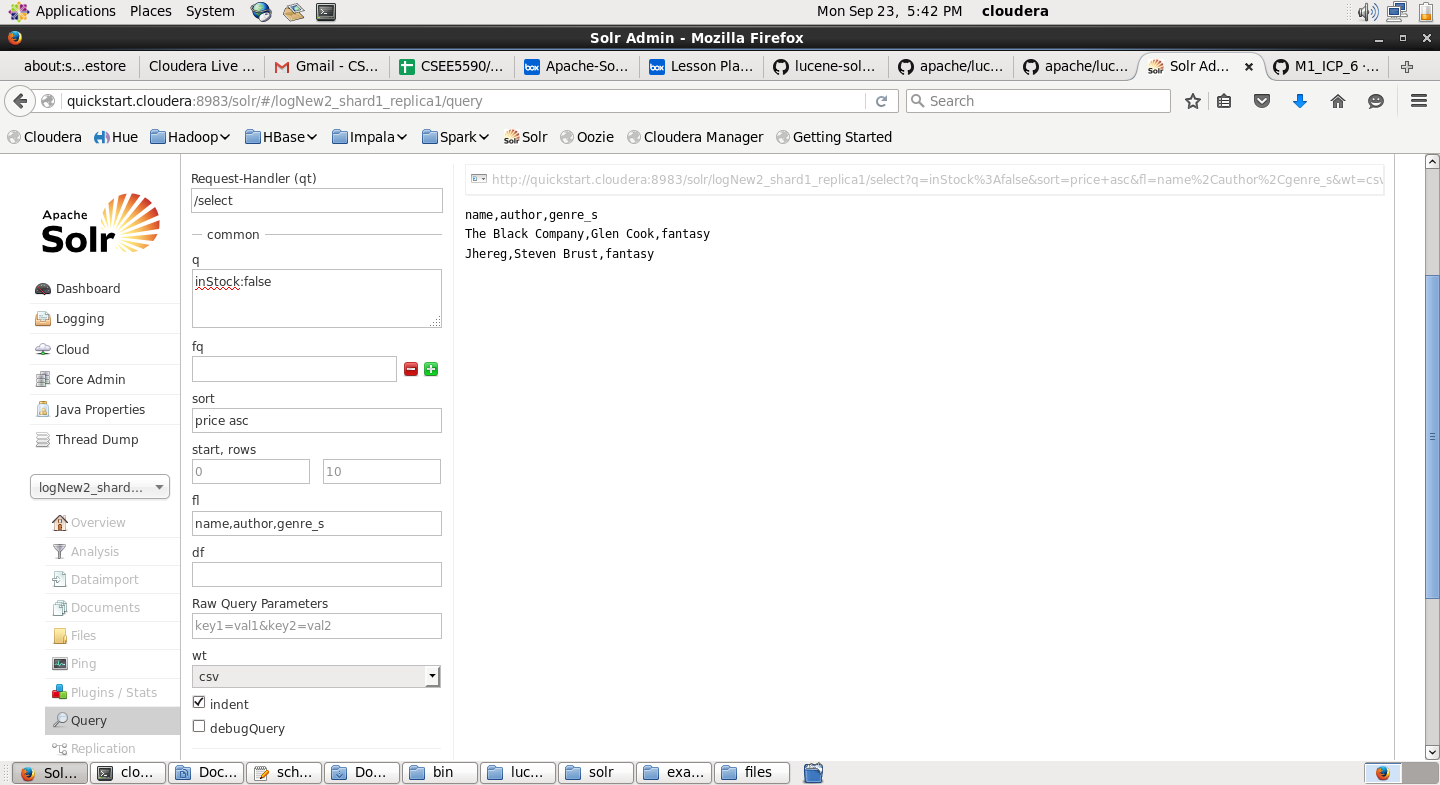 Applications Places System Mon Sep 23, 5:42 PM cloudera
Solr Admin - Mozilla Firefox
about:s...estore Cloudera Live ... Gmail - CS... CSEE5590/... Apache-So... Lesson Pla... lucene-sol... apache/luc... apache/luc... Solr Ad... M1_ICP_6 ·...
quickstart.cloudera:8983/solr/#/logNew2_shard1_replica1/query Search
Cloudera Hue Hadoop HBase Impala Spark Solr Oozie Cloudera Manager Getting Started
Apache
Solr
Dashboard
Logging
Cloud
Core Admin
Java Properties
Thread Dump
logNew2_shard...
Overview
Analysis
Dataimport
Documents
Files
Ping
Plugins / Stats
Query
Replication
Request-Handler (qt)
/select
common
q
inStock:false
fq
sort
price asc
start, rows
0 10
fl
name,author,genre_s
df
Raw Query Parameters
key1=val1&key2=val2
wt
csv
indent
debugQuery
http://quickstart.cloudera:8983/solr/logNew2_shard1_replica1/select?q=inStock%3Afalse&sort=price+asc&fl=name%2Cauthor%2Cgenre_s&wt=csv
name,author,genre_s
The Black Company,Glen Cook,fantasy
Jhereg,Steven Brust,fantasy
Sol... clo... Doc... sch... Do... bin luc... solr exa... files